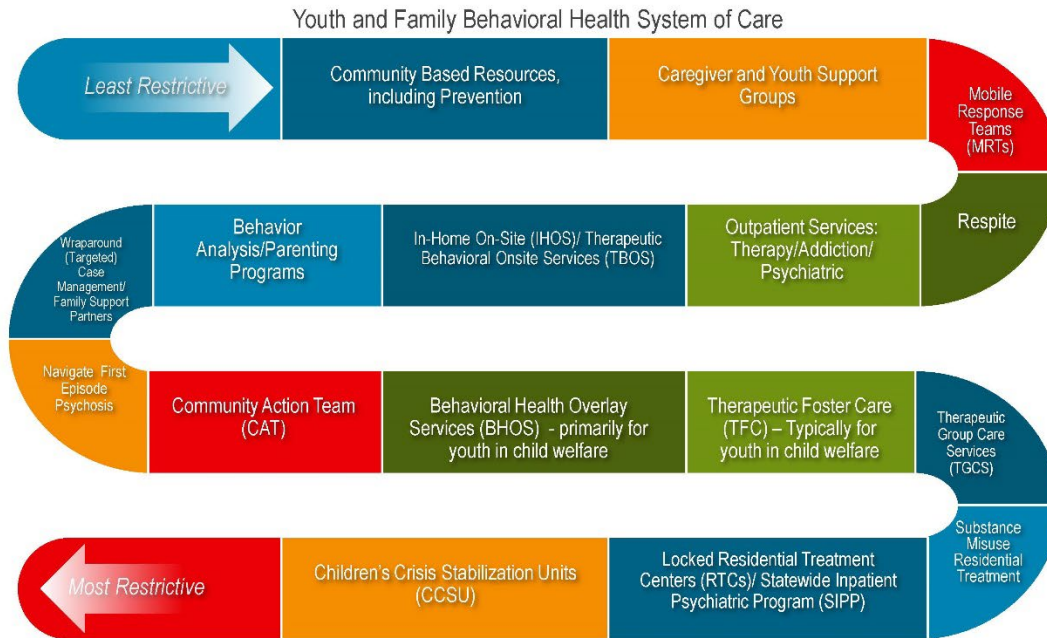 Youth and Family Behavioral Health System of Care
Least Restrictive
Community Based Resources,
including Prevention
Caregiver and Youth Support
Groups
Mobile
Response
Teams
(MRTs)
Respite
Outpatient Services:
Therapy/Addiction/
Psychiatric
In-Home On-Site (IHOS)/ Therapeutic
Behavioral Onsite Services (TBOS)
Behavior
Analysis/Parenting
Programs
Wraparound
(Targeted)
Case
Management/
Family Support
Partners
Navigate First
Episode
Psychosis
Community Action Team
(CAT)
Behavioral Health Overlay
Services (BHOS) - primarily for
youth in child welfare
Therapeutic Foster Care
(TFC) – Typically for
youth in child welfare
Therapeutic
Group Care
Services
(TGCS)
Substance
Misuse
Residential
Treatment
Locked Residential Treatment
Centers (RTCs)/ Statewide Inpatient
Psychiatric Program (SIPP)
Children's Crisis Stabilization Units
(CCSU)
Most Restrictive